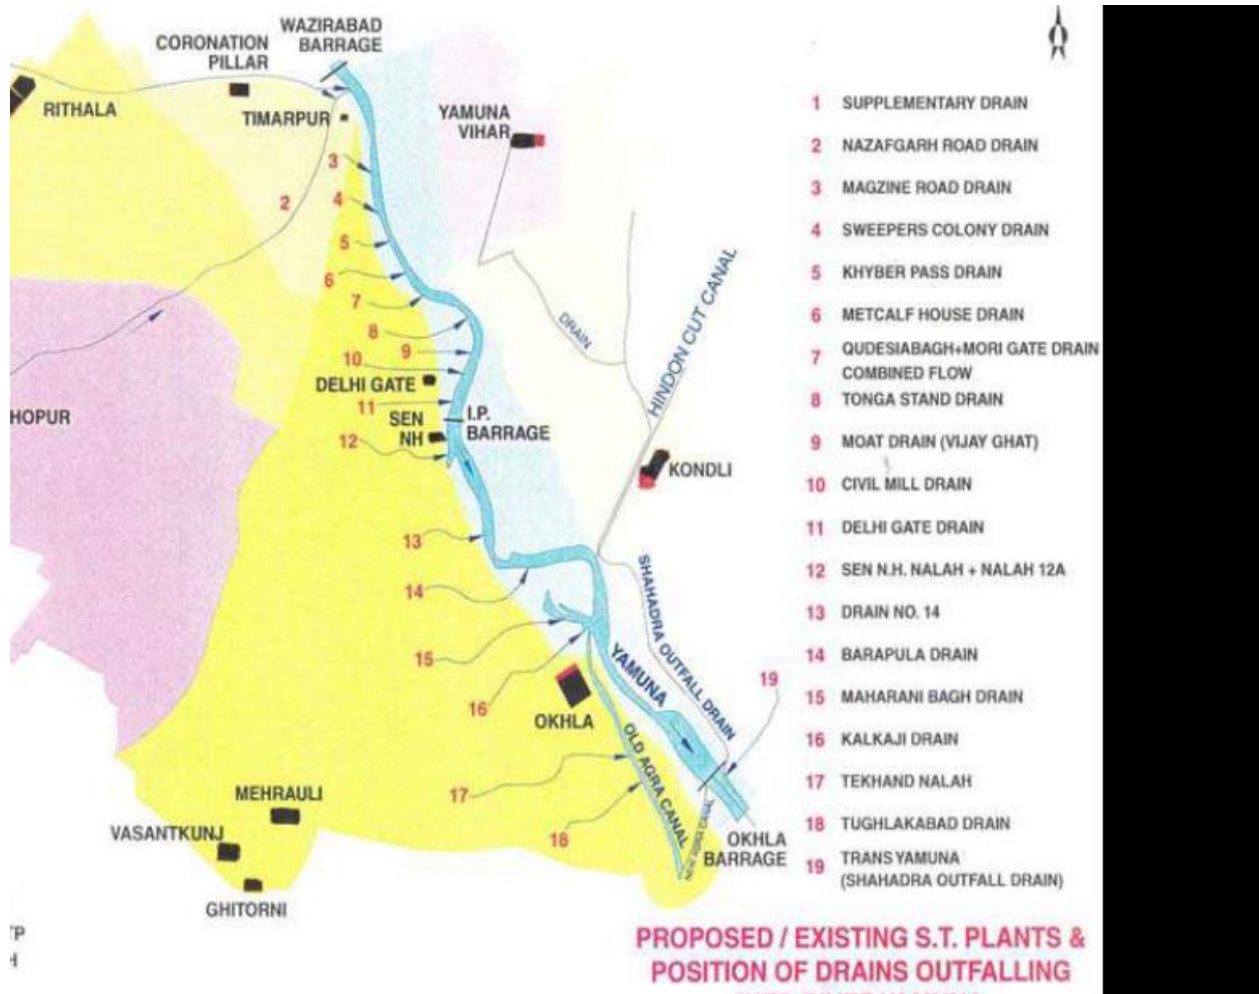 WAZIRABAD
BARRAGE
CORONATION
PILLAR
RITHALA
TIMARPUR
YAMUNA
VIHAR
2
3
4
5
6
7
8
9
10
DELHI GATE
11
SEN
NH
I.P.
BARRAGE
12
HOPUR
DRAIN
HINDON CUT CANAL
KONDLI
13
14
15
16
SHAHADRA OUTFALL DRAIN
YAMUNA
19
OKHLA
OLD AGRA CANAL
17
18
NEW AGRA CANAL
OKHLA
BARRAGE
MEHRAULI
VASANTKUNJ
GHITORNI
TP
1 SUPPLEMENTARY DRAIN
2 NAZAFGARH ROAD DRAIN
3 MAGZINE ROAD DRAIN
4 SWEEPERS COLONY DRAIN
5 KHYBER PASS DRAIN
6 METCALF HOUSE DRAIN
7 QUDESIABAGH+MORI GATE DRAIN
COMBINED FLOW
8 TONGA STAND DRAIN
9 MOAT DRAIN (VIJAY GHAT)
10 CIVIL MILL DRAIN
11 DELHI GATE DRAIN
12 SEN N.H. NALAH + NALAH 12A
13 DRAIN NO. 14
14 BARAPULA DRAIN
15 MAHARANI BAGH DRAIN
16 KALKAJI DRAIN
17 TEKHAND NALAH
18 TUGHLAKABAD DRAIN
19 TRANS YAMUNA
(SHAHADRA OUTFALL DRAIN)
PROPOSED / EXISTING S.T. PLANTS &
POSITION OF DRAINS OUTFALLING